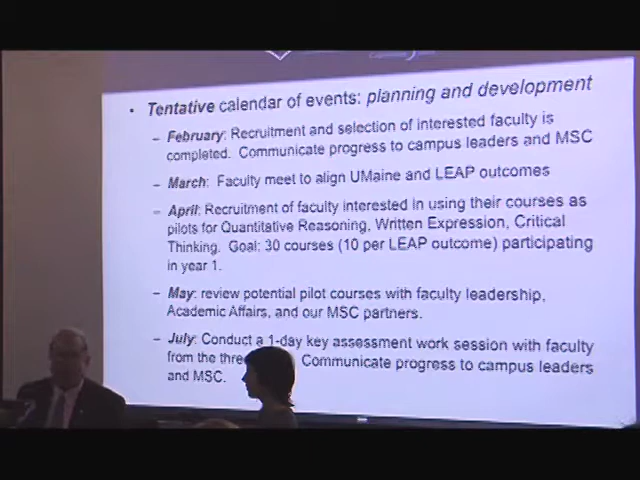 • Tentative calendar of events: planning and development
– February: Recruitment and selection of interested faculty is
completed. Communicate progress to campus leaders and MSC
– March: Faculty meet to align UMaine and LEAP outcomes
– April: Recruitment of faculty interested in using their courses as
pilots for Quantitative Reasoning, Written Expression, Critical
Thinking. Goal: 30 courses (10 per LEAP outcome) participating
in year 1.
– May: review potential pilot courses with faculty leadership,
Academic Affairs, and our MSC partners.
– July: Conduct a 1-day key assessment work session with faculty
from the three Communicate progress to campus leaders
and MSC.